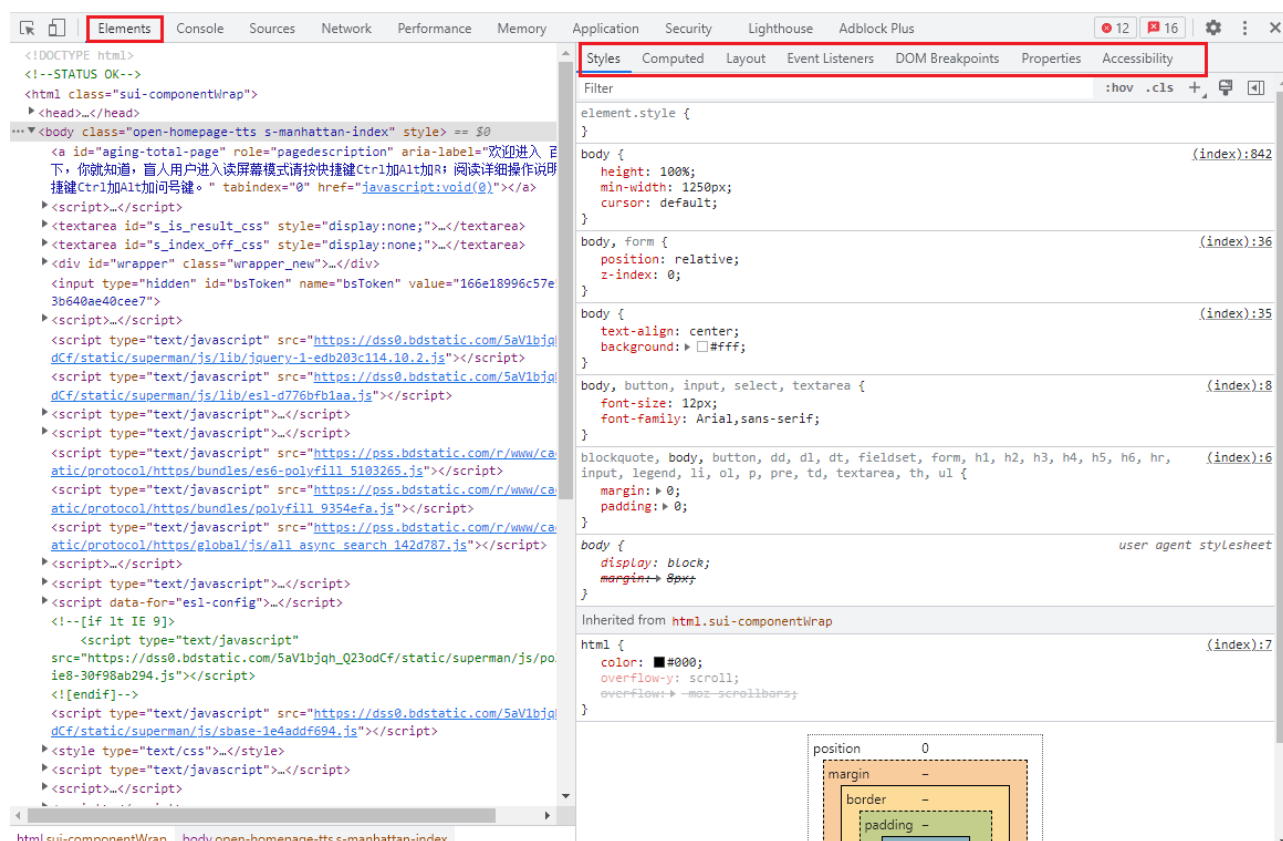 Elements Console Sources Network Performance Memory Application Security Lighthouse Adblock Plus 12 16
<!DOCTYPE html>
<!--STATUS OK-->
<html class="sui-componentWrap">
<head>…</head>
<body class="open-homepage-tts s-manhattan-index" style> == $0
<a id="aging-total-page" role="pagedescription" aria-label="欢迎进入 百
下，你就知道，盲人用户进入读屏幕模式请按快捷键Ctrl加Alt加R；阅读详细操作说明
捷键Ctrl加Alt加问号键。" tabindex="0" href="javascript:void(0)"></a>
<script>…</script>
<textarea id="s_is_result_css" style="display:none;">…</textarea>
<textarea id="s_index_off_css" style="display:none;">…</textarea>
<div id="wrapper" class="wrapper_new">…</div>
<input type="hidden" id="bsToken" name="bsToken" value="166e18996c57e
3b640ae40cee7">
<script>…</script>
<script type="text/javascript" src="https://dss0.bdstatic.com/5aV1bjq
dCf/static/superman/js/lib/jquery-1-edb203c114.10.2.js"></script>
<script type="text/javascript" src="https://dss0.bdstatic.com/5aV1bjq
dCf/static/superman/js/lib/esl-d776bfb1aa.js"></script>
<script type="text/javascript">…</script>
<script type="text/javascript">…</script>
<script type="text/javascript" src="https://pss.bdstatic.com/r/www/ca
atic/protocol/https/bundles/es6-polyfill_5103265.js"></script>
<script type="text/javascript" src="https://pss.bdstatic.com/r/www/ca
atic/protocol/https/bundles/polyfill_9354efa.js"></script>
<script type="text/javascript" src="https://pss.bdstatic.com/r/www/ca
atic/protocol/https/global/js/all_async_search_142d787.js"></script>
<script>…</script>
<script type="text/javascript">…</script>
<script data-for="esl-config">…</script>
<!--[if lt IE 9]>
<script type="text/javascript"
src="https://dss0.bdstatic.com/5aV1bjqh_Q23odCf/static/superman/js/po
ie8-30f98ab294.js"></script>
<![endif]-->
<script type="text/javascript" src="https://dss0.bdstatic.com/5aV1bjq
dCf/static/superman/js/sbase-1e4addf694.js"></script>
<style type="text/css">…</style>
<script type="text/javascript">…</script>
<script>…</script>
html.sui-componentWrap body.open-homepage-tts.s-manhattan-index
Styles Computed Layout Event Listeners DOM Breakpoints Properties Accessibility
Filter :hov .cls +
element.style {
}
body { (index):842
height: 100%;
min-width: 1250px;
cursor: default;
}
body, form { (index):36
position: relative;
z-index: 0;
}
body { (index):35
text-align: center;
background: #fff;
}
body, button, input, select, textarea { (index):8
font-size: 12px;
font-family: Arial,sans-serif;
}
blockquote, body, button, dd, dl, dt, fieldset, form, h1, h2, h3, h4, h5, h6, hr, (index):6
input, legend, li, ol, p, pre, td, textarea, th, ul {
margin: 0;
padding: 0;
}
body { user agent stylesheet
display: block;
margin: 8px;
}
Inherited from html.sui-componentWrap
html { (index):7
color: #000;
overflow-y: scroll;
overflow: -moz-scrollbars;
}
position 0
margin -
border -
padding -